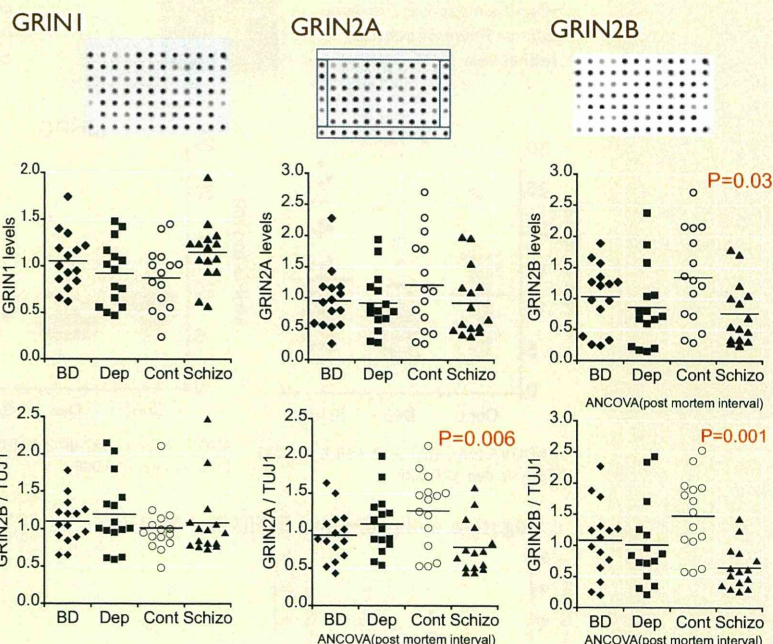 GRIN1
GRIN2A
GRIN2B
2.0
1.5
1.0
0.5
0.0
GRIN1 levels
BD Dep Cont Schizo
3.0
2.5
2.0
1.5
1.0
0.5
0.0
GRIN2A levels
BD Dep Cont Schizo
P=0.03
3.0
2.5
2.0
1.5
1.0
0.5
0.0
GRIN2B levels
BD Dep Cont Schizo
ANCOVA(post mortem interval)
2.5
2.0
1.5
1.0
0.5
0.0
GRIN2B / TUJ1
BD Dep Cont Schizo
P=0.006
2.5
2.0
1.5
1.0
0.5
0.0
GRIN2A / TUJ1
BD Dep Cont Schizo
ANCOVA(post mortem interval)
P=0.001
3.0
2.5
2.0
1.5
1.0
0.5
0.0
GRIN2B / TUJ1
BD Dep Cont Schizo
ANCOVA(post mortem interval)